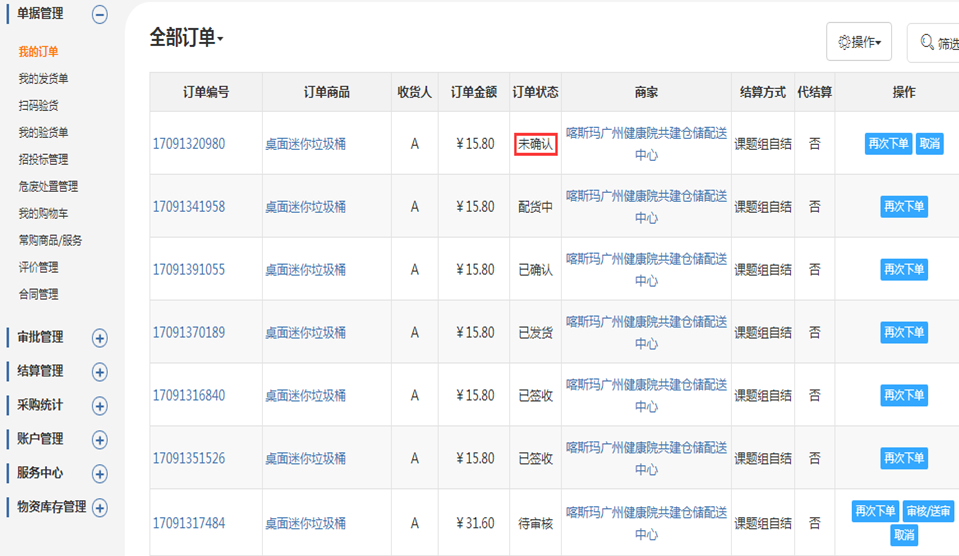 单据管理
我的订单
我的发货单
扫码验货
我的验货单
招投标管理
危废处置管理
我的购物车
常购商品/服务
评价管理
合同管理
审批管理
结算管理
采购统计
账户管理
服务中心
物资库存管理
全部订单
操作 筛选
订单编号 订单商品 收货人 订单金额 订单状态 商家 结算方式 代结算 操作
17091320980 桌面迷你垃圾桶 A ¥15.80 未确认 喀斯玛广州健康院共建仓储配送 课题组自结 否 再次下单 取消
中心
17091341958 桌面迷你垃圾桶 A ¥15.80 配货中 喀斯玛广州健康院共建仓储配送 课题组自结 否 再次下单
中心
17091391055 桌面迷你垃圾桶 A ¥15.80 已确认 喀斯玛广州健康院共建仓储配送 课题组自结 否 再次下单
中心
17091370189 桌面迷你垃圾桶 A ¥15.80 已发货 喀斯玛广州健康院共建仓储配送 课题组自结 否 再次下单
中心
17091316840 桌面迷你垃圾桶 A ¥15.80 已签收 喀斯玛广州健康院共建仓储配送 课题组自结 否 再次下单
中心
17091351526 桌面迷你垃圾桶 A ¥15.80 已签收 喀斯玛广州健康院共建仓储配送 课题组自结 否 再次下单
中心
17091317484 桌面迷你垃圾桶 A ¥31.60 待审核 喀斯玛广州健康院共建仓储配送 课题组自结 否 再次下单 审核/送审
中心 取消